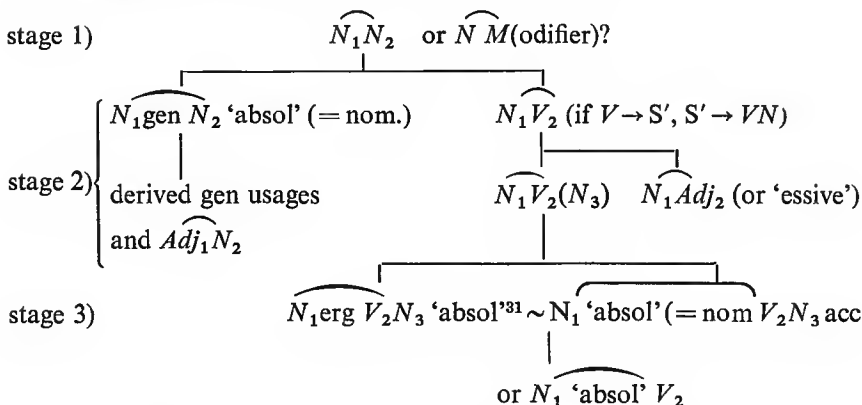 stage 1) N₁N₂ or N M(odifier)?
N₁gen N₂ ‘absol’ (= nom.) N₁V₂ (if V → S′, S′ → VN)
stage 2) derived gen usages N₁V₂(N₃) N₁Adj₂ (or ‘essive’)
and Adj₁N₂
stage 3) N₁erg V₂N₃ ‘absol’³¹ ~ N₁ ‘absol’ (= nom V₂N₃ acc
or N₁ ‘absol’ V₂